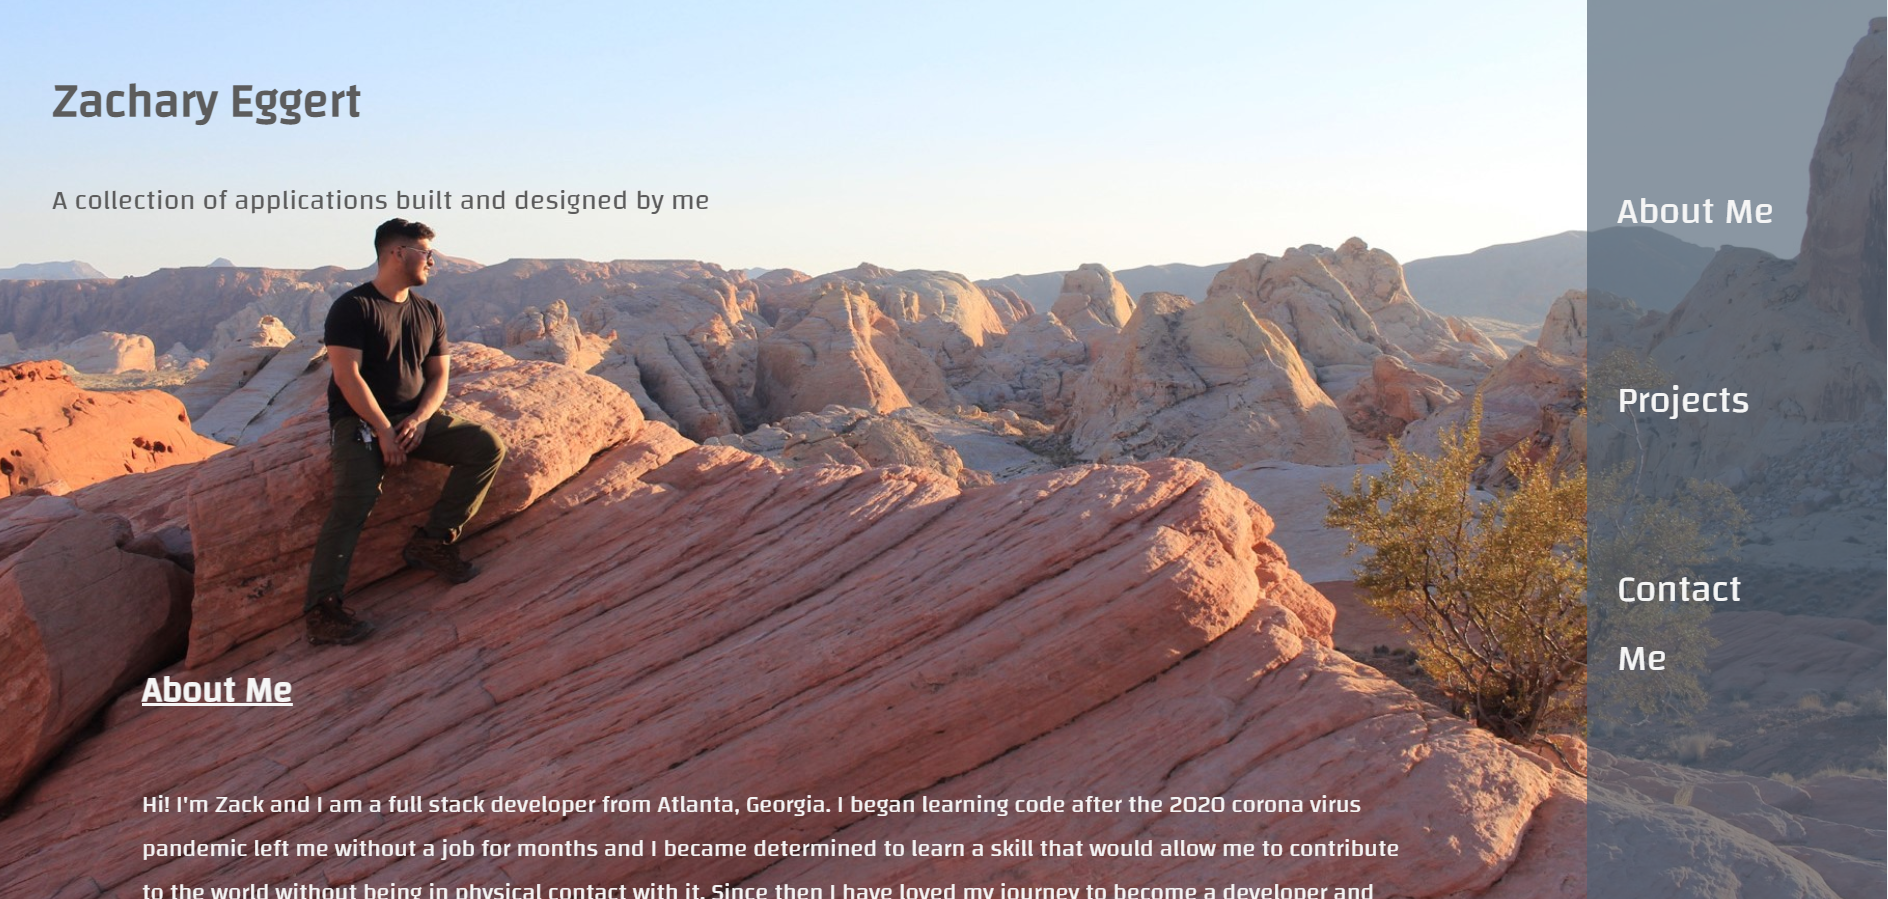 Zachary Eggert
A collection of applications built and designed by me
About Me
Projects
Contact
Me
About Me
Hi! I'm Zack and I am a full stack developer from Atlanta, Georgia. I began learning code after the 2020 corona virus
pandemic left me without a job for months and I became determined to learn a skill that would allow me to contribute
to the world without being in physical contact with it. Since then I have loved my journey to become a developer and